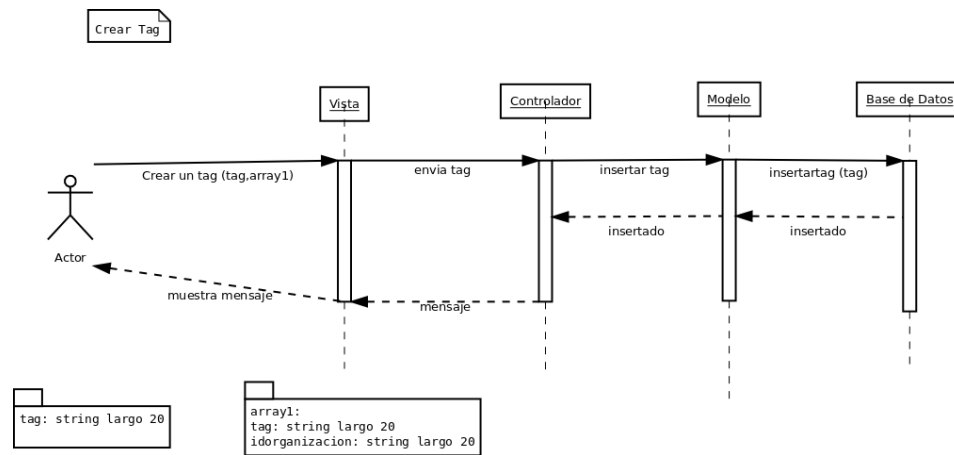 Crear Tag
Vista
Controlador
Modelo
Base de Datos
Crear un tag (tag,array1)
envia tag
insertar tag
insertartag (tag)
insertado
insertado
Actor
muestra mensaje
mensaje
tag: string largo 20
array1:
tag: string largo 20
idorganizacion: string largo 20